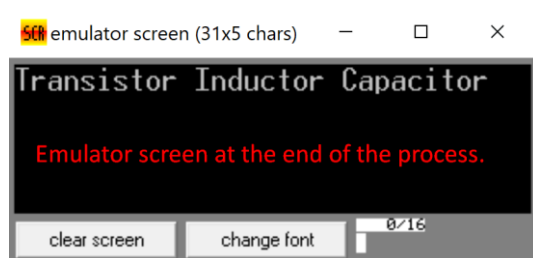 SCR emulator screen (31x5 chars)
Transistor Inductor Capacitor
Emulator screen at the end of the process.
clear screen change font 0/16